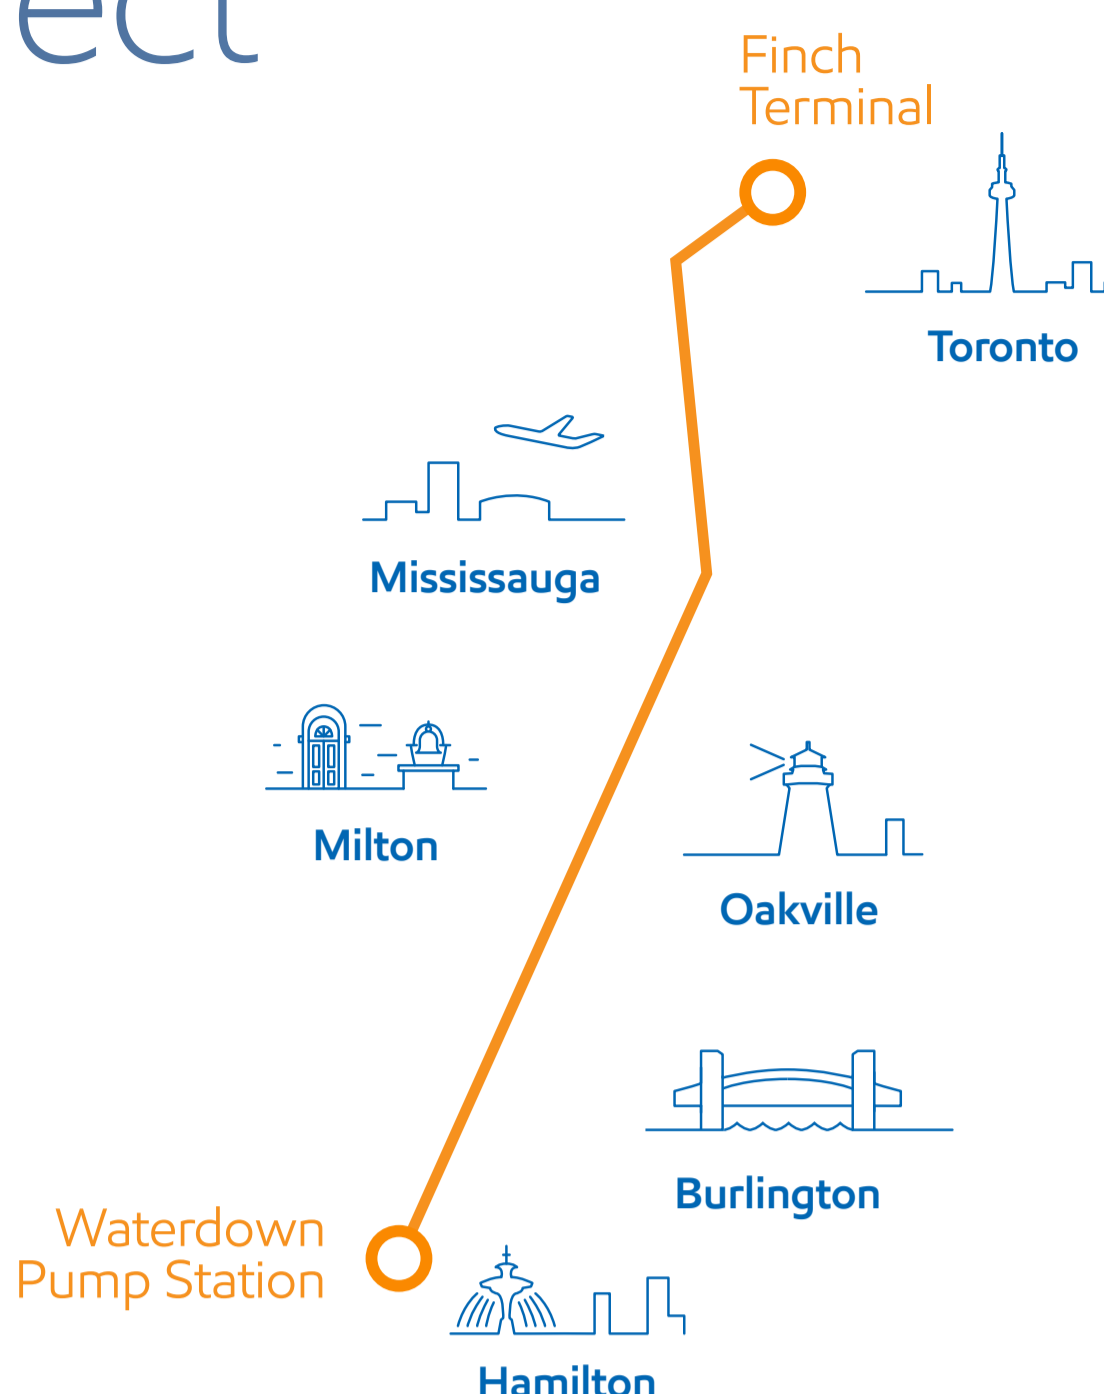 ect
Finch
Terminal
Toronto
Mississauga
Milton
Oakville
Burlington
Waterdown
Pump Station
Hamilton